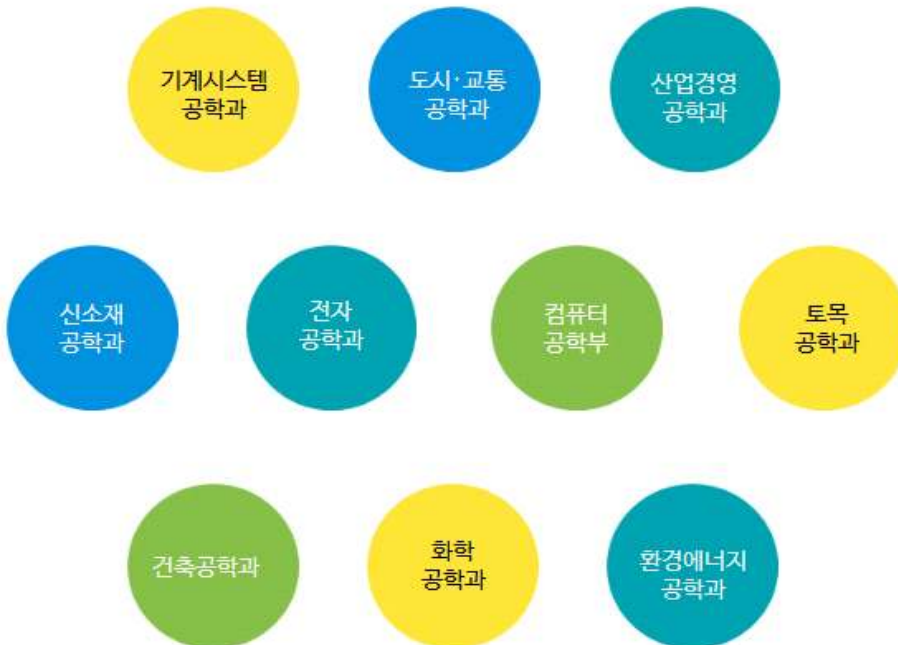 기계시스템
공학과
도시·교통
공학과
산업경영
공학과
신소재
공학과
전자
공학과
컴퓨터
공학부
토목
공학과
건축공학과
화학
공학과
환경에너지
공학과